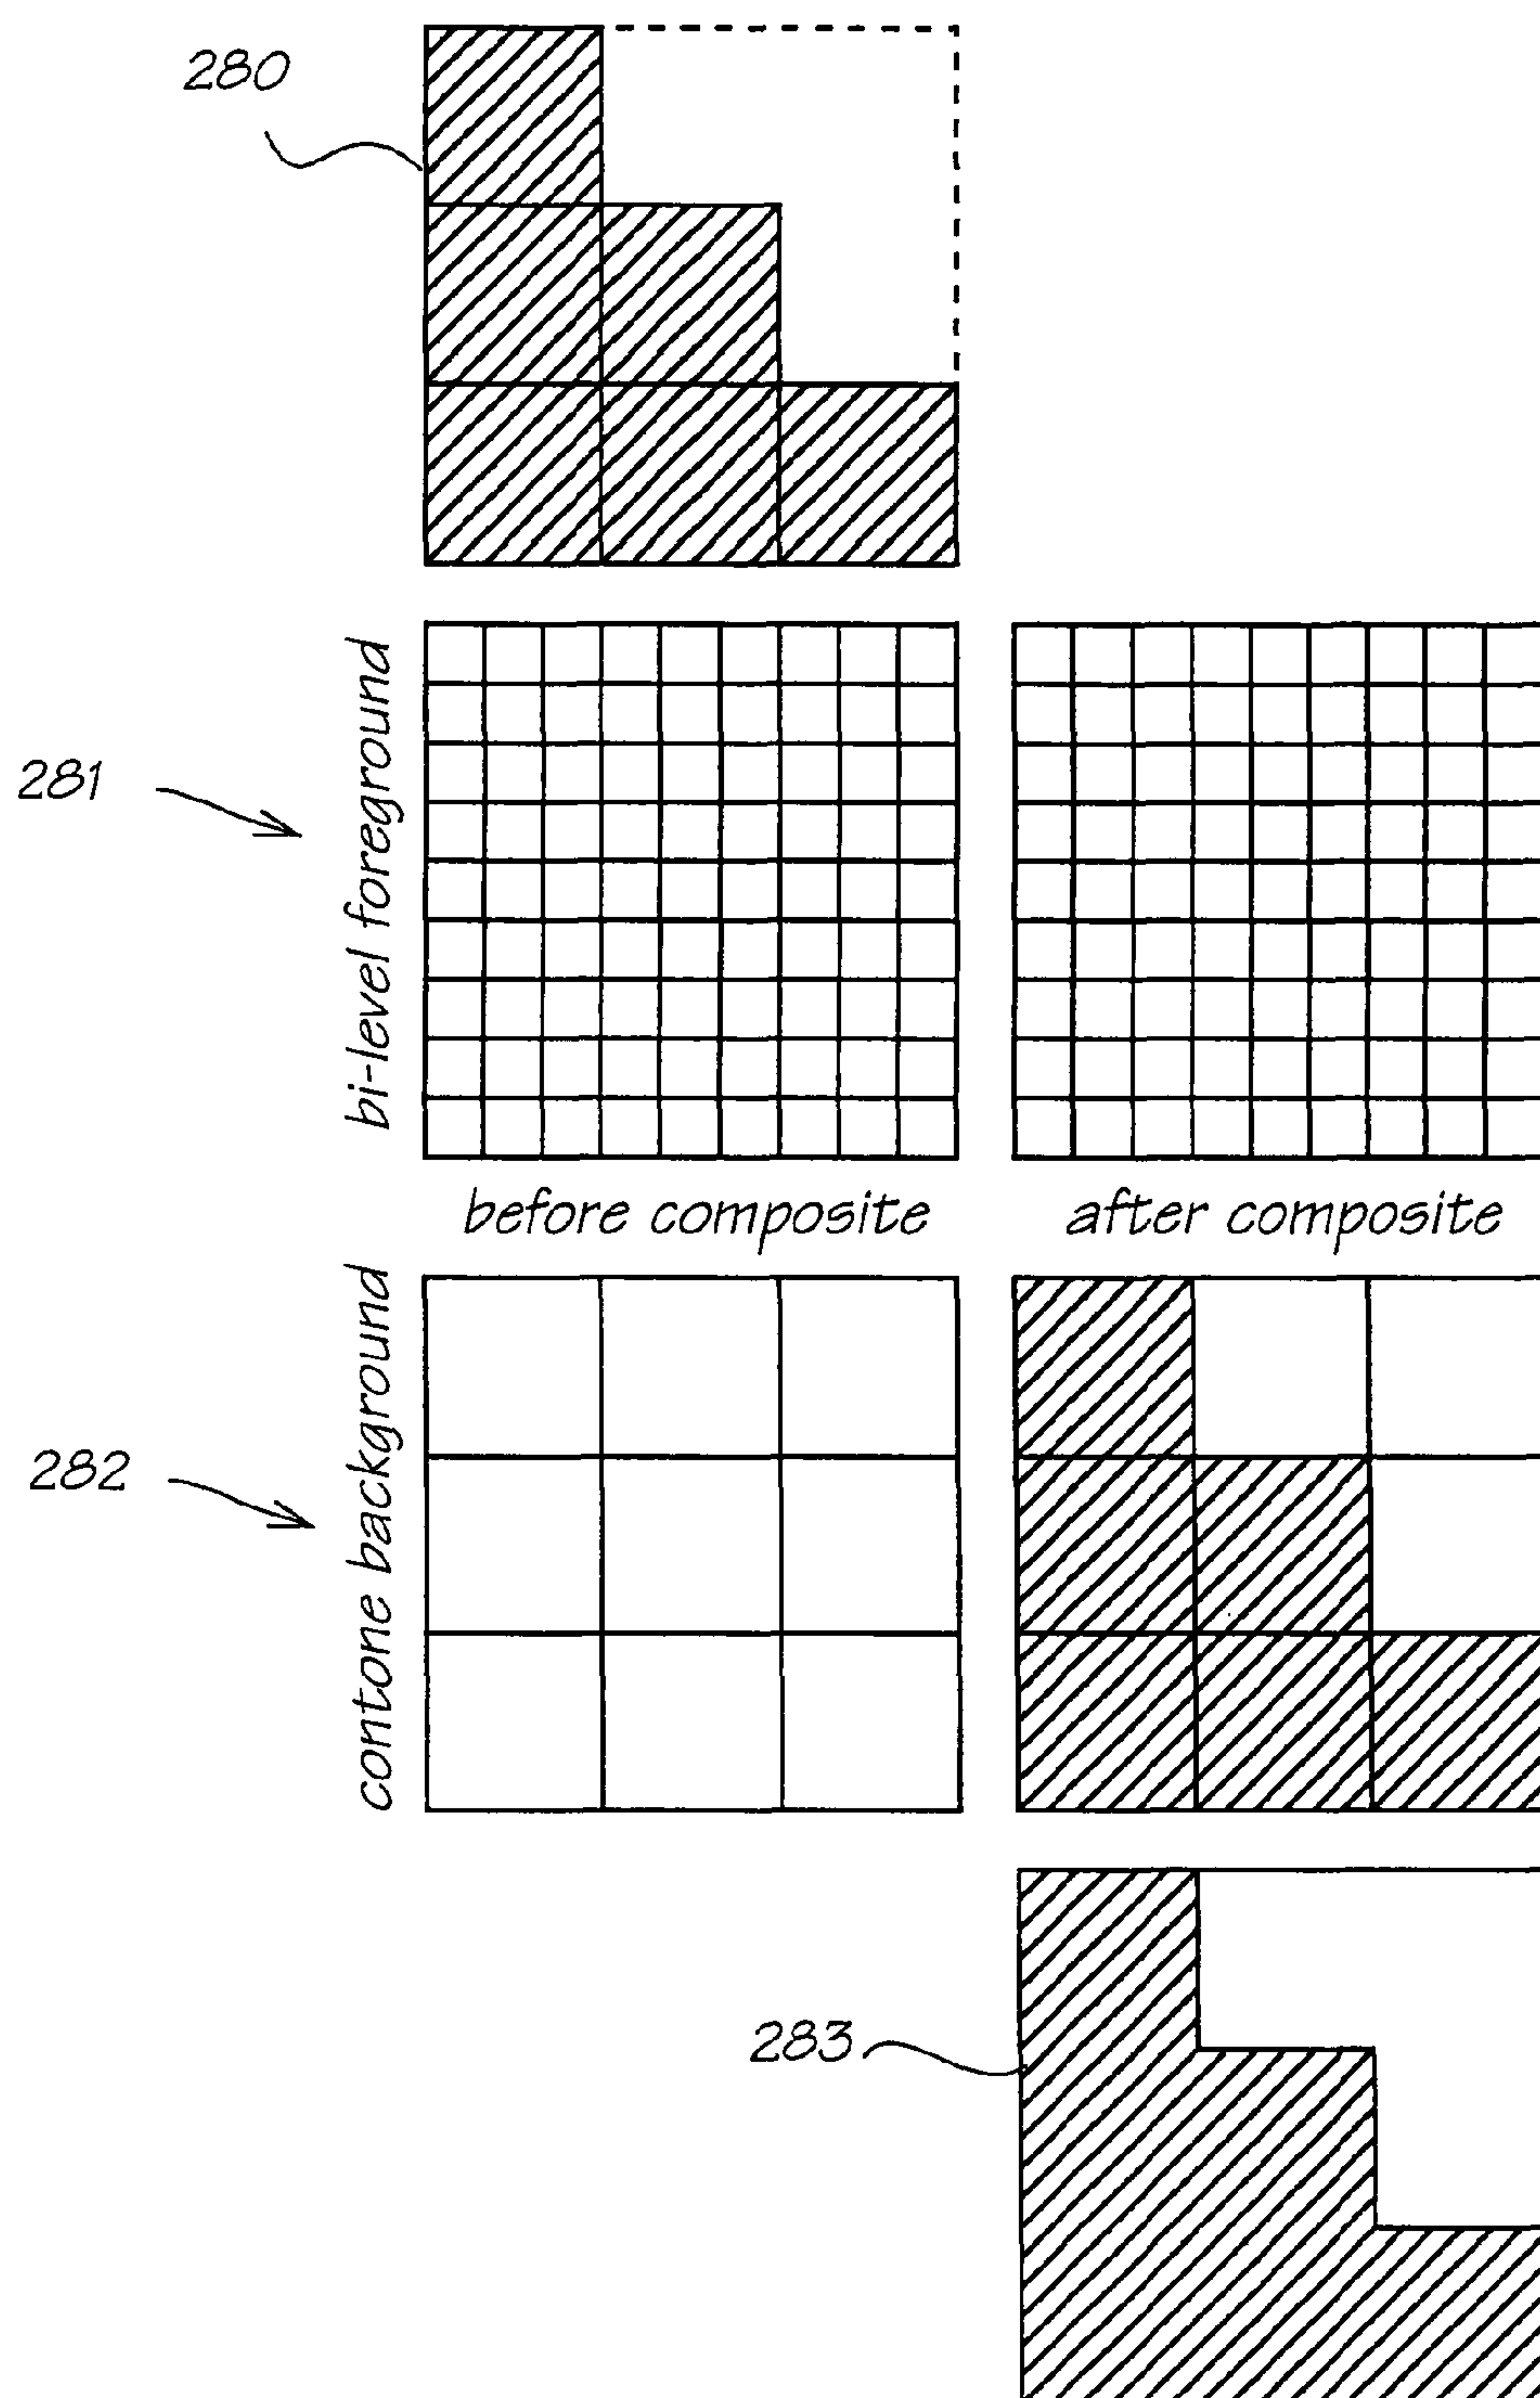 280
bi-level foreground
281
before composite
after composite
contone background
282
283